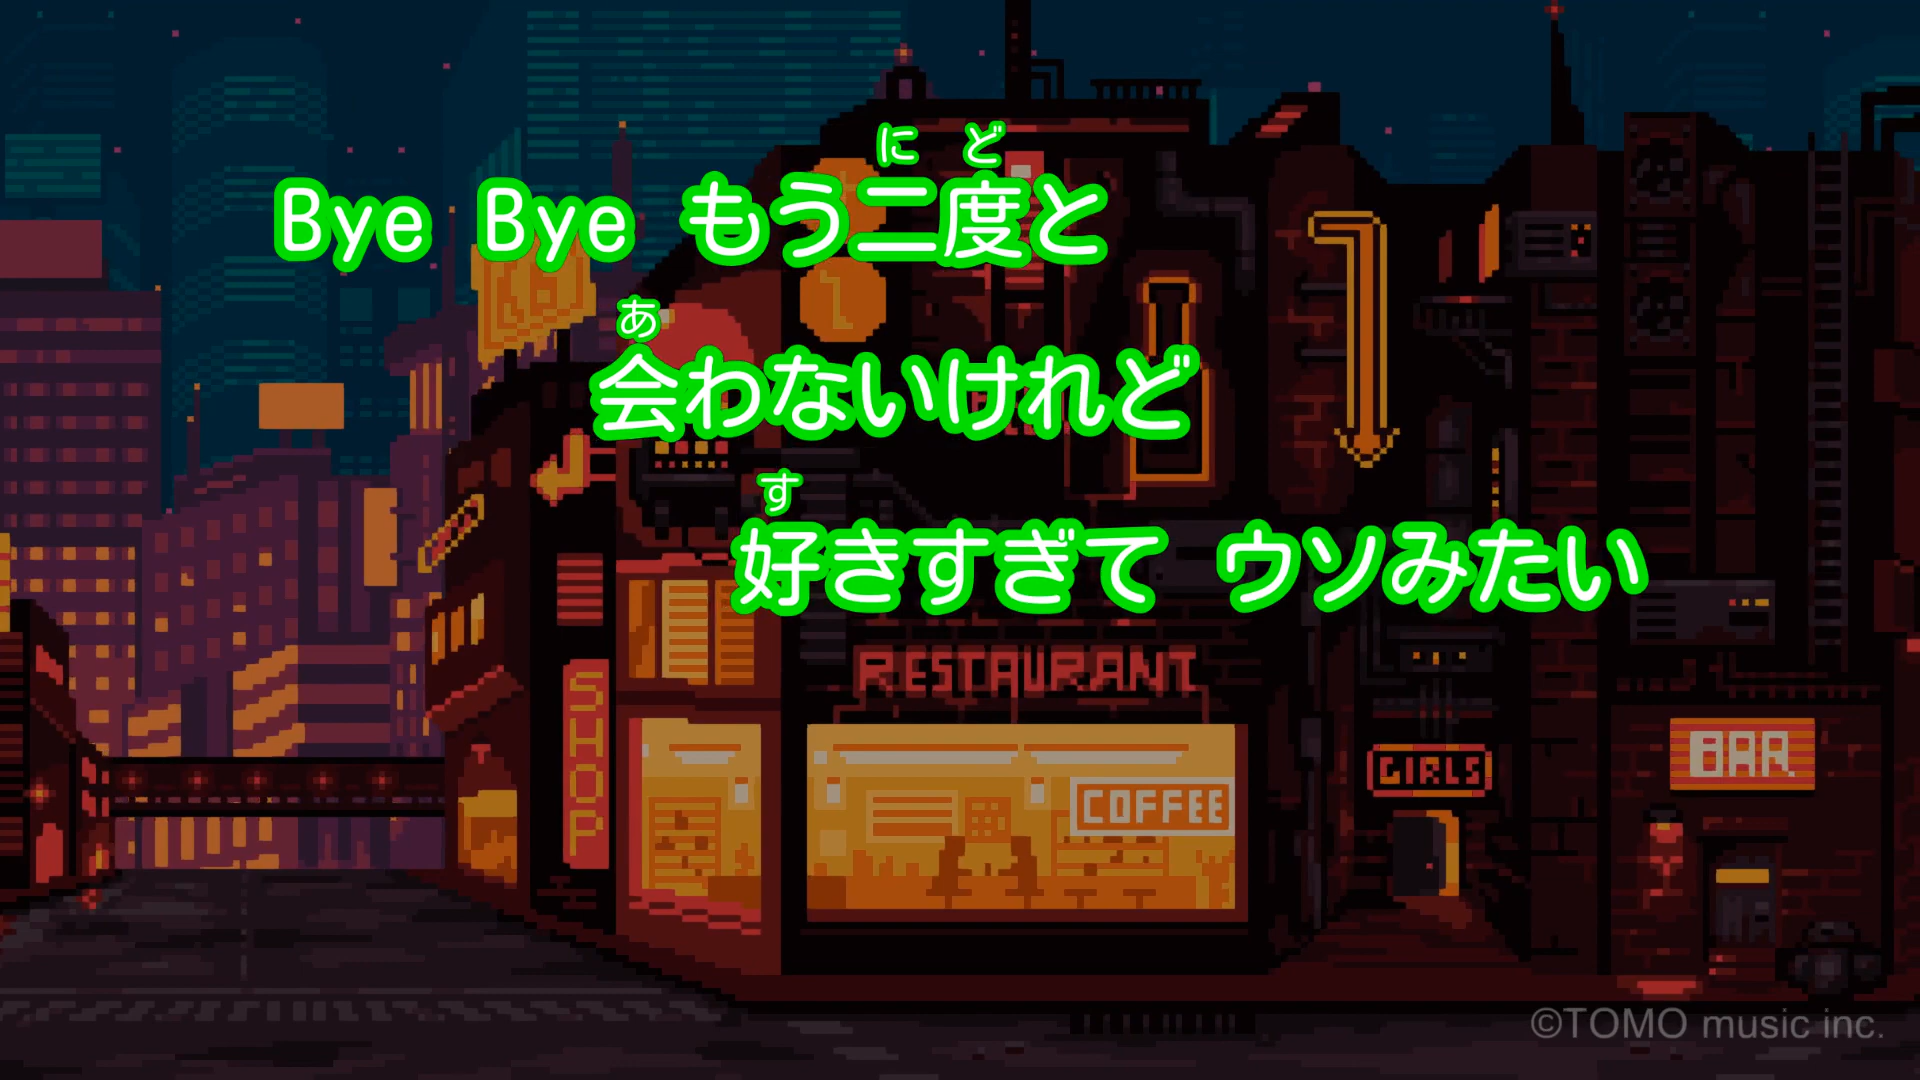 にど
Bye Bye もう二度と
あ
会わないけれど
す
好きすぎて ウソみたい
RESTAURANT
SHOP
COFFEE
GIRLS
BAR
©TOMO music inc.